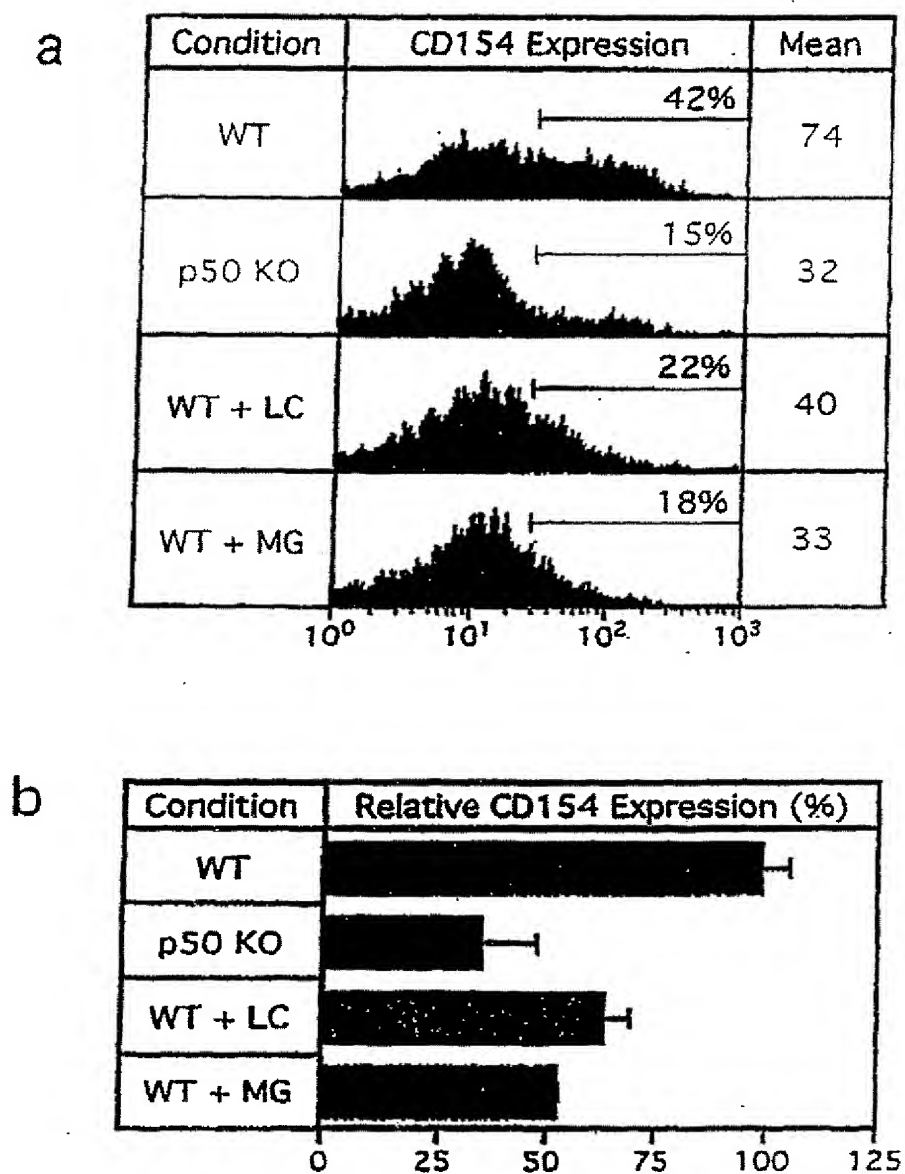 a
Condition CD154 Expression Mean
WT 42% 74
p50 KO 15% 32
WT + LC 22% 40
WT + MG 18% 33
10⁰ 10¹ 10² 10³
b
Condition Relative CD154 Expression (%)
WT
p50 KO
WT + LC
WT + MG
0 25 50 75 100 125